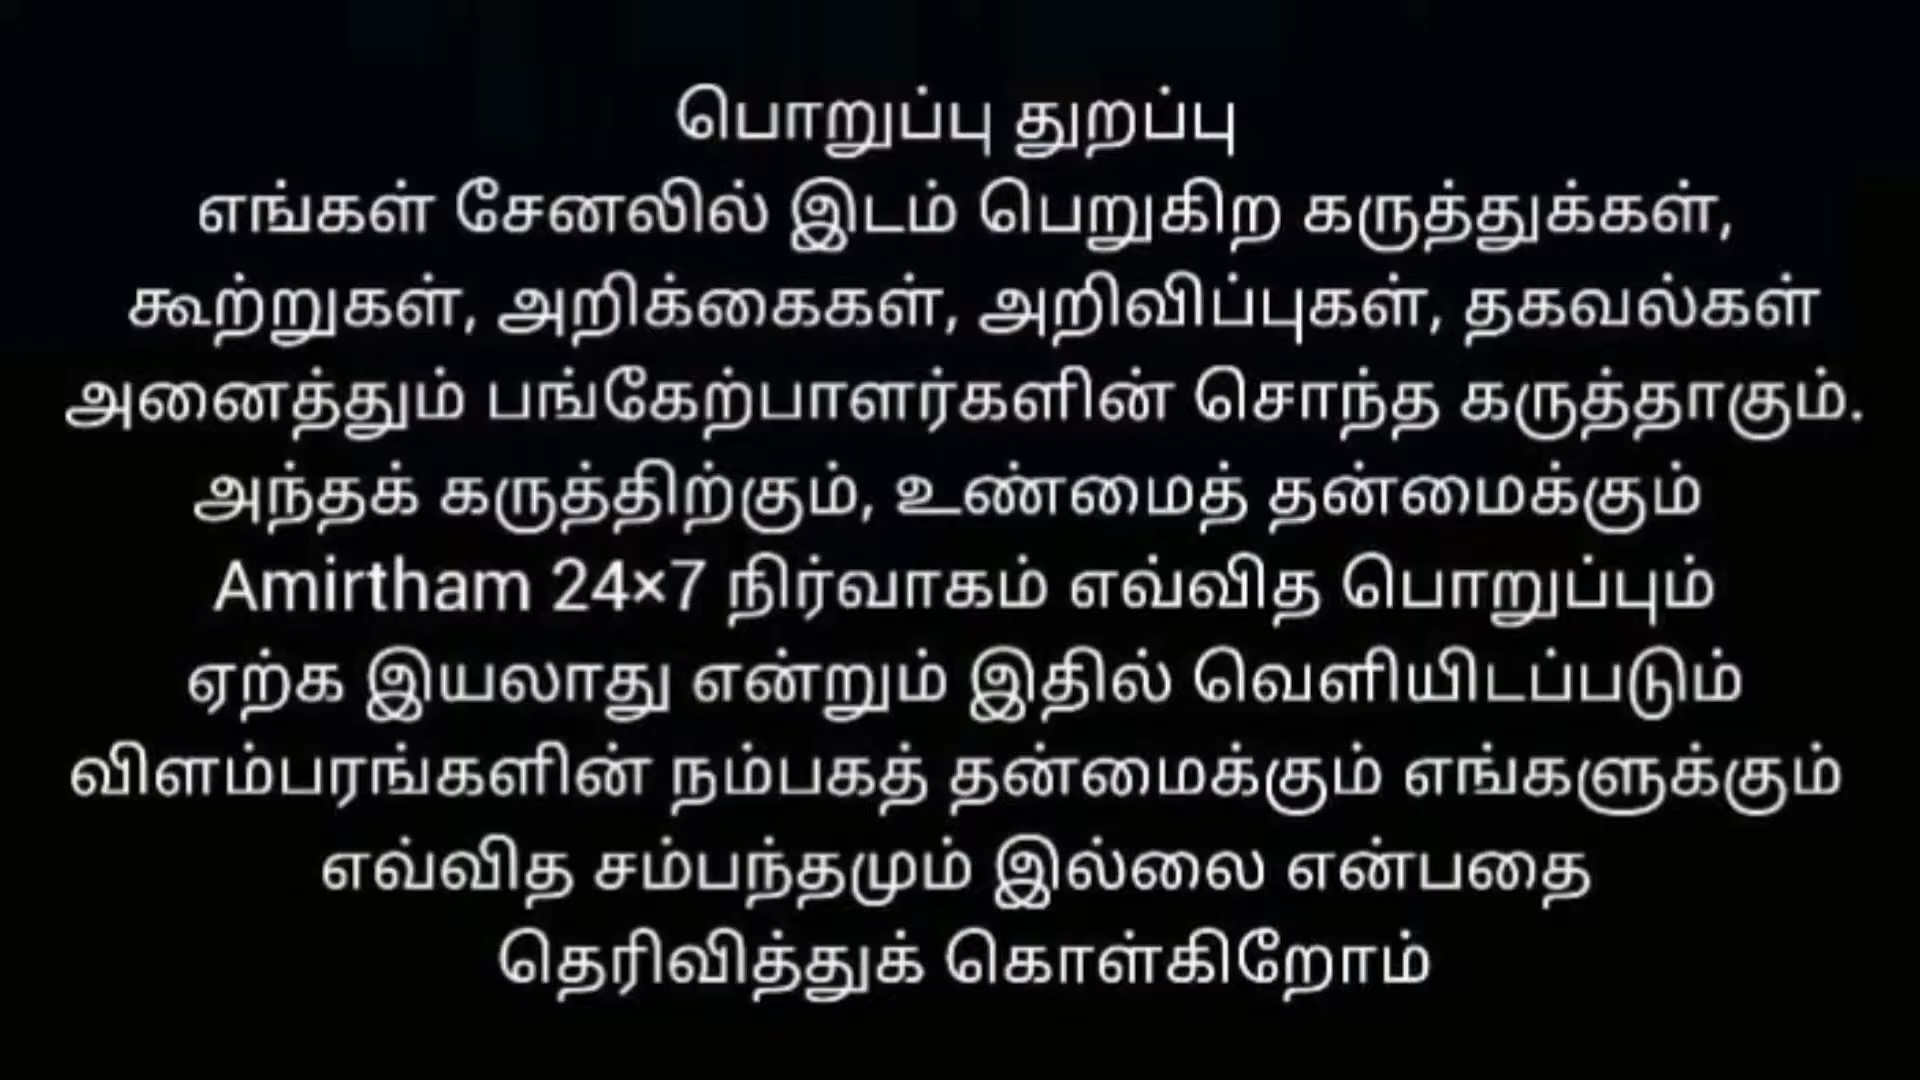 பொறுப்பு துறப்பு
எங்கள் சேனலில் இடம் பெறுகிற கருத்துக்கள்,
கூற்றுகள், அறிக்கைகள், அறிவிப்புகள், தகவல்கள்
அனைத்தும் பங்கேற்பாளர்களின் சொந்த கருத்தாகும்.
அந்தக் கருத்திற்கும், உண்மைத் தன்மைக்கும்
Amirtham 24×7 நிர்வாகம் எவ்வித பொறுப்பும்
ஏற்க இயலாது என்றும் இதில் வெளியிடப்படும்
விளம்பரங்களின் நம்பகத் தன்மைக்கும் எங்களுக்கும்
எவ்வித சம்பந்தமும் இல்லை என்பதை
தெரிவித்துக் கொள்கிறோம்